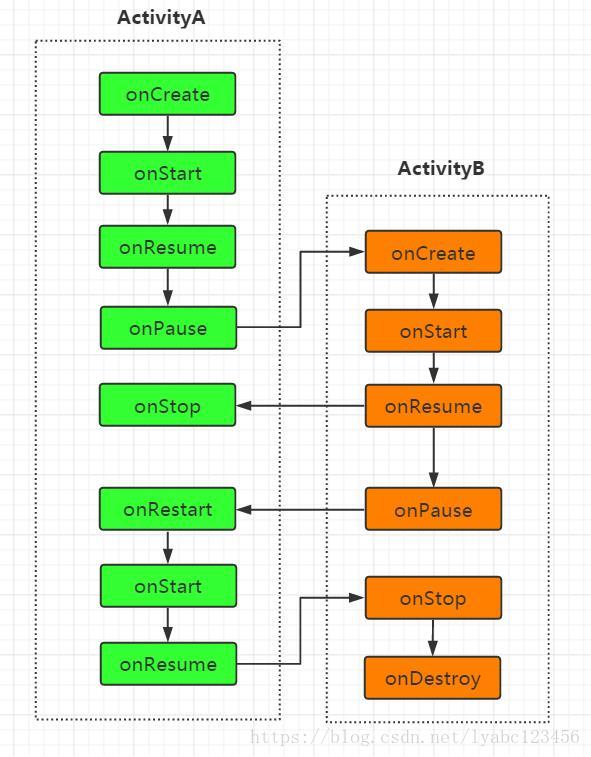 ActivityA
onCreate
onStart
onResume
onPause
onStop
onRestart
onStart
onResume
ActivityB
onCreate
onStart
onResume
onPause
onStop
onDestroy
https://blog.csdn.net/lyabc123456